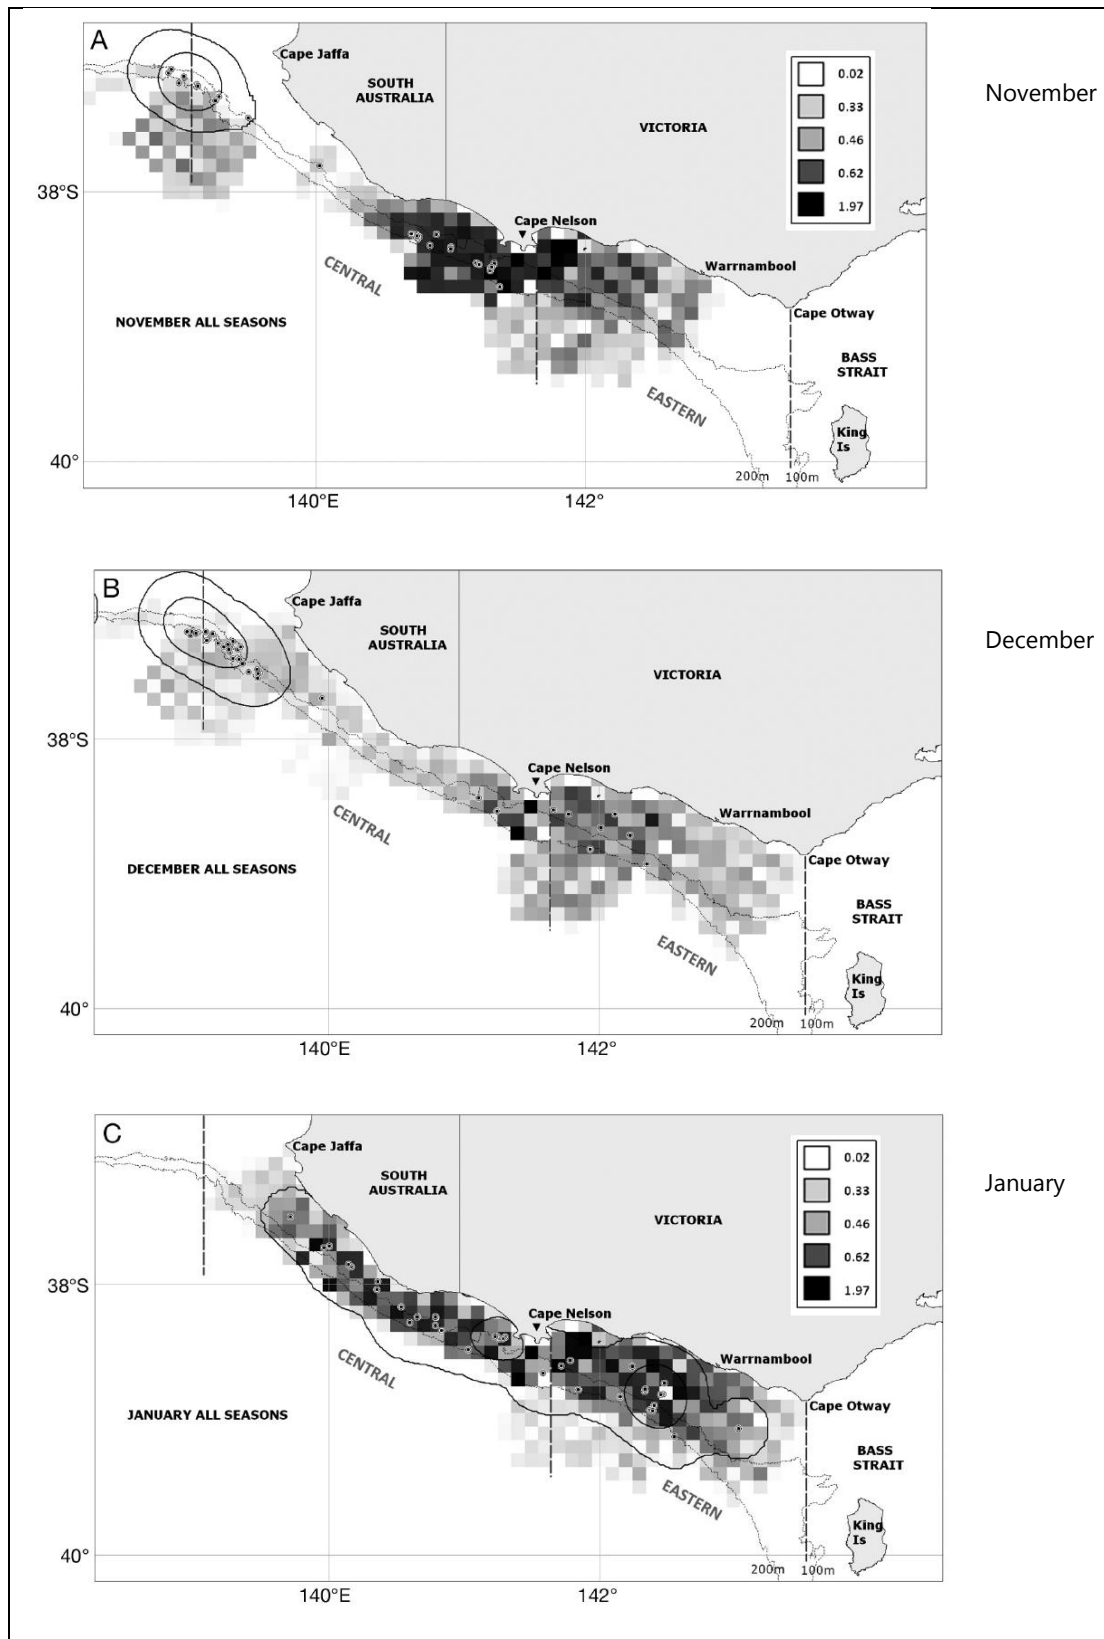 A
Cape Jaffa
SOUTH
AUSTRALIA
VICTORIA
0.02
0.33
0.46
0.62
1.97
November
38°S
Cape Nelson
CENTRAL
Warrnambool
Cape Otway
NOVEMBER ALL SEASONS
BASS
STRAIT
EASTERN
King
Is
40°
200m 100m
140°E 142°
B
Cape Jaffa
SOUTH
AUSTRALIA
VICTORIA
December
38°S
Cape Nelson
CENTRAL
Warrnambool
Cape Otway
DECEMBER ALL SEASONS
BASS
STRAIT
EASTERN
King
Is
40°
200m 100m
140°E 142°
C
Cape Jaffa
SOUTH
AUSTRALIA
VICTORIA
0.02
0.33
0.46
0.62
1.97
January
38°S
Cape Nelson
CENTRAL
Warrnambool
Cape Otway
JANUARY ALL SEASONS
BASS
STRAIT
EASTERN
King
Is
40°
200m 100m
140°E 142°